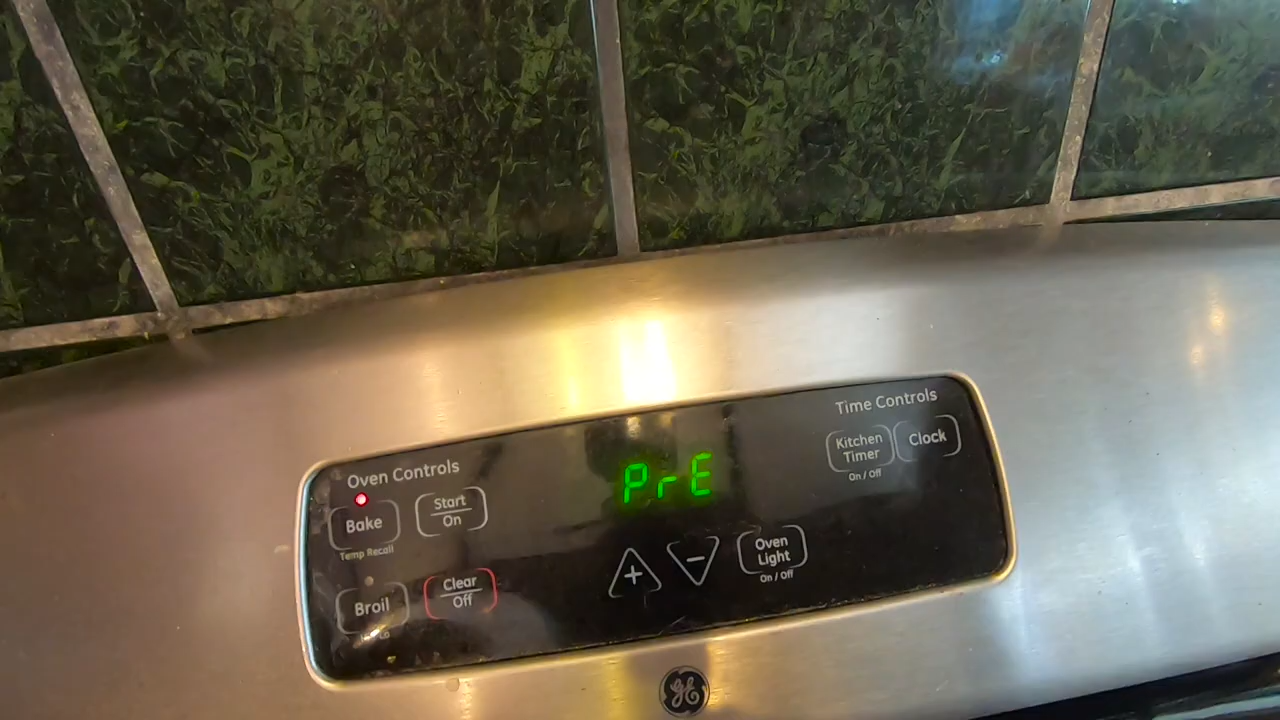 Oven Controls
Bake
Temp Recall
Start
On
Broil
Clear
Off
PrE
+
−
Oven
Light
On / Off
Time Controls
Kitchen
Timer
On / Off
Clock
GE